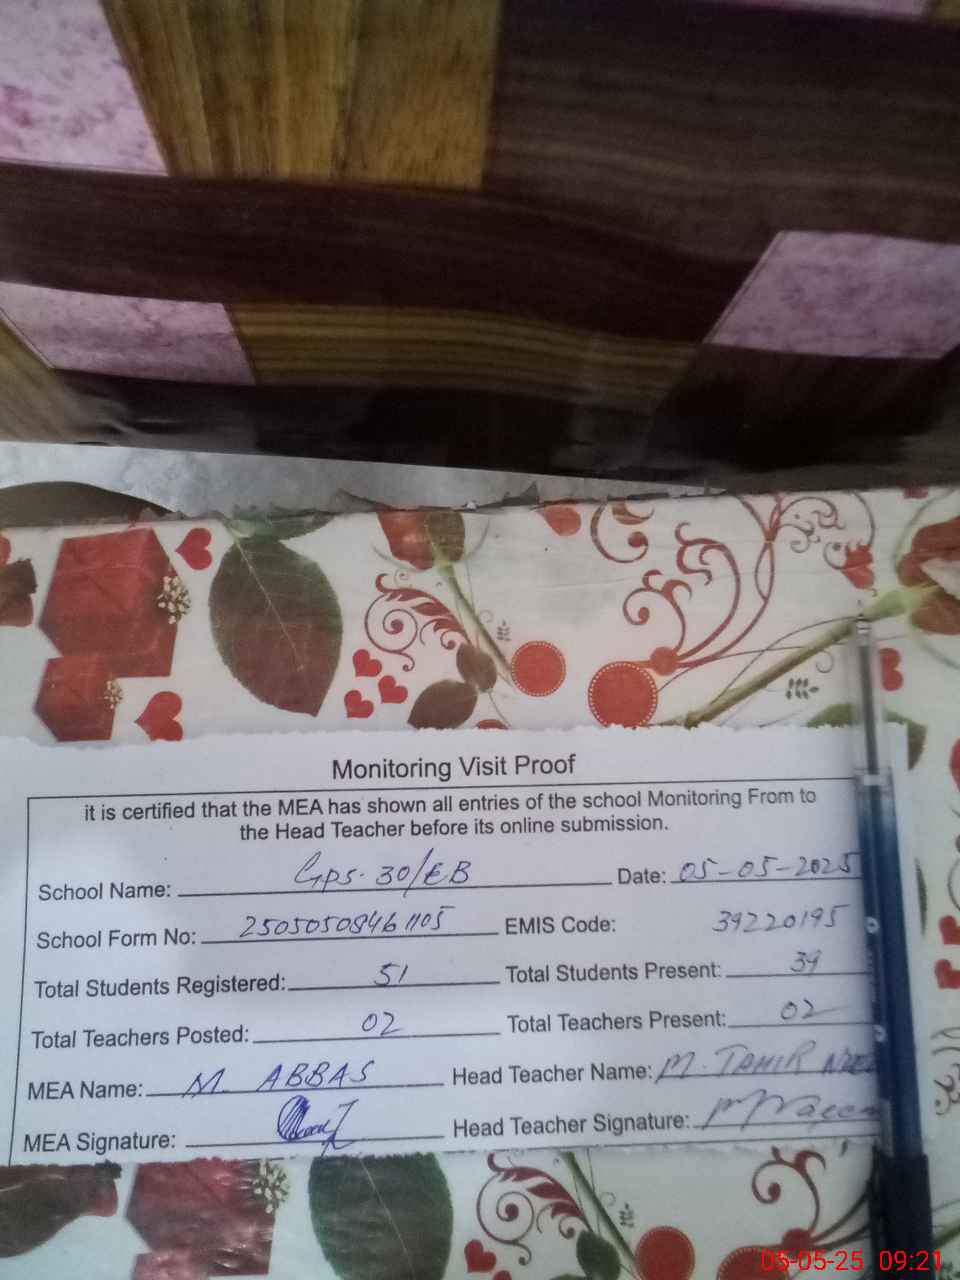 Monitoring Visit Proof
it is certified that the MEA has shown all entries of the school Monitoring From to
the Head Teacher before its online submission.
School Name: GPS. 30/EB Date: 05-05-2025
School Form No: 25050508461105 EMIS Code: 39220195
Total Students Registered: 51 Total Students Present: 39
Total Teachers Posted: 02 Total Teachers Present: 02
MEA Name: M. ABBAS Head Teacher Name: M. TAHIR
MEA Signature: Head Teacher Signature:
05-05-25 09:21